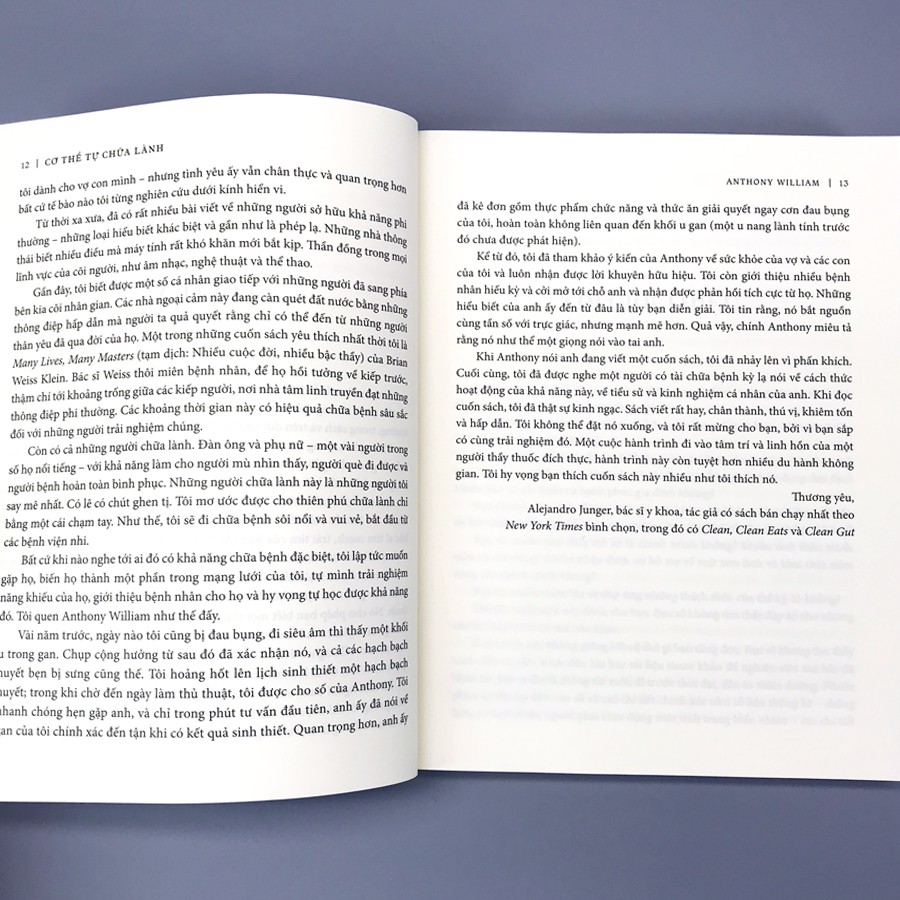 12 | CƠ THỂ TỰ CHỮA LÀNH
tôi dành cho vợ con mình – nhưng tình yêu ấy vẫn chân thực và quan trọng hơn
bất cứ tế bào nào tôi từng nghiên cứu dưới kính hiển vi.
Từ thời xa xưa, đã có rất nhiều bài viết về những người sở hữu khả năng phi
thường – những loại hiểu biết khác biệt và gần như là phép lạ. Những nhà thông
thái biết nhiều điều mà máy tính rất khó khăn mới bắt kịp. Thần đồng trong mọi
lĩnh vực của cõi người, như âm nhạc, nghệ thuật và thể thao.
Gần đây, tôi biết được một số cá nhân giao tiếp với những người đã sang phía
bên kia cõi nhân gian. Các nhà ngoại cảm này đang càn quét đất nước bằng những
thông điệp hấp dẫn mà người ta quả quyết rằng chỉ có thể đến từ những người
thân yêu đã qua đời của họ. Một trong những cuốn sách yêu thích nhất thời tôi là
Many Lives, Many Masters (tạm dịch: Nhiều cuộc đời, nhiều bậc thầy) của Brian
Weiss Klein. Bác sĩ Weiss thôi miên bệnh nhân, để họ hồi tưởng về kiếp trước,
thậm chí tới khoảng trống giữa các kiếp người, nơi nhà tâm linh truyền đạt những
thông điệp phi thường. Các khoảng thời gian này có hiệu quả chữa bệnh sâu sắc
đối với những người trải nghiệm chúng.
Còn có cả những người chữa lành. Đàn ông và phụ nữ – một vài người trong
số họ nổi tiếng – với khả năng làm cho người mù nhìn thấy, người què đi được và
người bệnh hoàn toàn bình phục. Những người chữa lành này là những người tôi
say mê nhất. Có lẽ có chút ghen tị. Tôi mơ ước được cho thiên phú chữa lành chỉ
bằng một cái chạm tay. Như thế, tôi sẽ đi chữa bệnh sôi nổi và vui vẻ, bắt đầu từ
các bệnh viện nhi.
Bất cứ khi nào nghe tới ai đó có khả năng chữa bệnh đặc biệt, tôi lập tức muốn
gặp họ, biến họ thành một phần trong mạng lưới của tôi, tự mình trải nghiệm
năng khiếu của họ, giới thiệu bệnh nhân cho họ và hy vọng tự học được khả năng
đó. Tôi quen Anthony William như thế đấy.
Vài năm trước, ngày nào tôi cũng bị đau bụng, đi siêu âm thì thấy một khối
u trong gan. Chụp cộng hưởng từ sau đó đã xác nhận nó, và cả các hạch bạch
huyết bẹn bị sưng cũng thế. Tôi hoảng hốt lên lịch sinh thiết một hạch bạch
huyết; trong khi chờ đến ngày làm thủ thuật, tôi được cho số của Anthony. Tôi
nhanh chóng hẹn gặp anh, và chỉ trong phút tư vấn đầu tiên, anh ấy đã nói về
gan của tôi chính xác đến tận khi có kết quả sinh thiết. Quan trọng hơn, anh ấy
ANTHONY WILLIAM | 13
đã kê đơn gồm thực phẩm chức năng và thức ăn giải quyết ngay cơn đau bụng
của tôi, hoàn toàn không liên quan đến khối u gan (một u nang lành tính trước
đó chưa được phát hiện).
Kể từ đó, tôi đã tham khảo ý kiến của Anthony về sức khỏe của vợ và các con
của tôi và luôn nhận được lời khuyên hữu hiệu. Tôi còn giới thiệu nhiều bệnh
nhân hiếu kỳ và cởi mở tới chỗ anh và nhận được phản hồi tích cực từ họ. Những
hiểu biết của anh ấy đến từ đâu là tùy bạn diễn giải. Tôi tin rằng, nó bắt nguồn
cùng tần số với trực giác, nhưng mạnh mẽ hơn. Quả vậy, chính Anthony miêu tả
rằng nó như thể một giọng nói vào tai anh.
Khi Anthony nói anh đang viết một cuốn sách, tôi đã nhảy lên vì phấn khích.
Cuối cùng, tôi đã được nghe một người có tài chữa bệnh kỳ lạ nói về cách thức
hoạt động của khả năng này, về tiểu sử và kinh nghiệm cá nhân của anh. Khi đọc
cuốn sách, tôi đã thật sự kinh ngạc. Sách viết rất hay, chân thành, thú vị, khiêm tốn
và hấp dẫn. Tôi không thể đặt nó xuống, và tôi rất mừng cho bạn, bởi vì bạn sắp
có cùng trải nghiệm đó. Một cuộc hành trình đi vào tâm trí và linh hồn của một
người thầy thuốc đích thực, hành trình này còn tuyệt hơn nhiều du hành không
gian. Tôi hy vọng bạn thích cuốn sách này nhiều như tôi thích nó.
Thương yêu,
Alejandro Junger, bác sĩ y khoa, tác giả có sách bán chạy nhất theo
New York Times bình chọn, trong đó có Clean, Clean Eats và Clean Gut